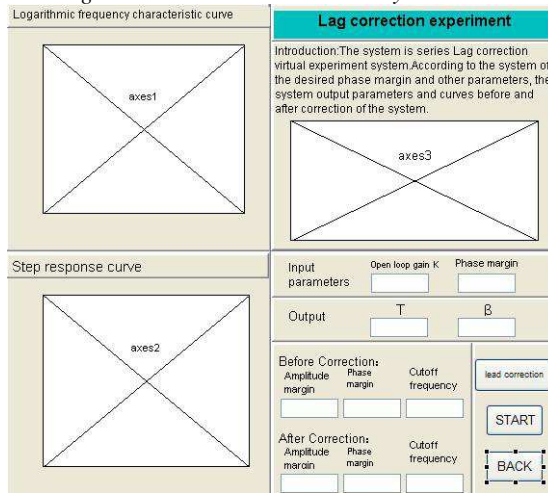 Logarithmic frequency characteristic curve
axes1
Step response curve
axes2
Lag correction experiment
Introduction:The system is series Lag correction
virtual experiment system.According to the system of
the desired phase margin and other parameters, the
system output parameters and curves before and
after correction of the system.
axes3
Input parameters
Open loop gain K
Phase margin
Output
T
β
Before Correction:
Amplitude margin
Phase margin
Cutoff frequency
After Correction:
Amplitude margin
Phase margin
Cutoff frequency
lead correction
START
BACK